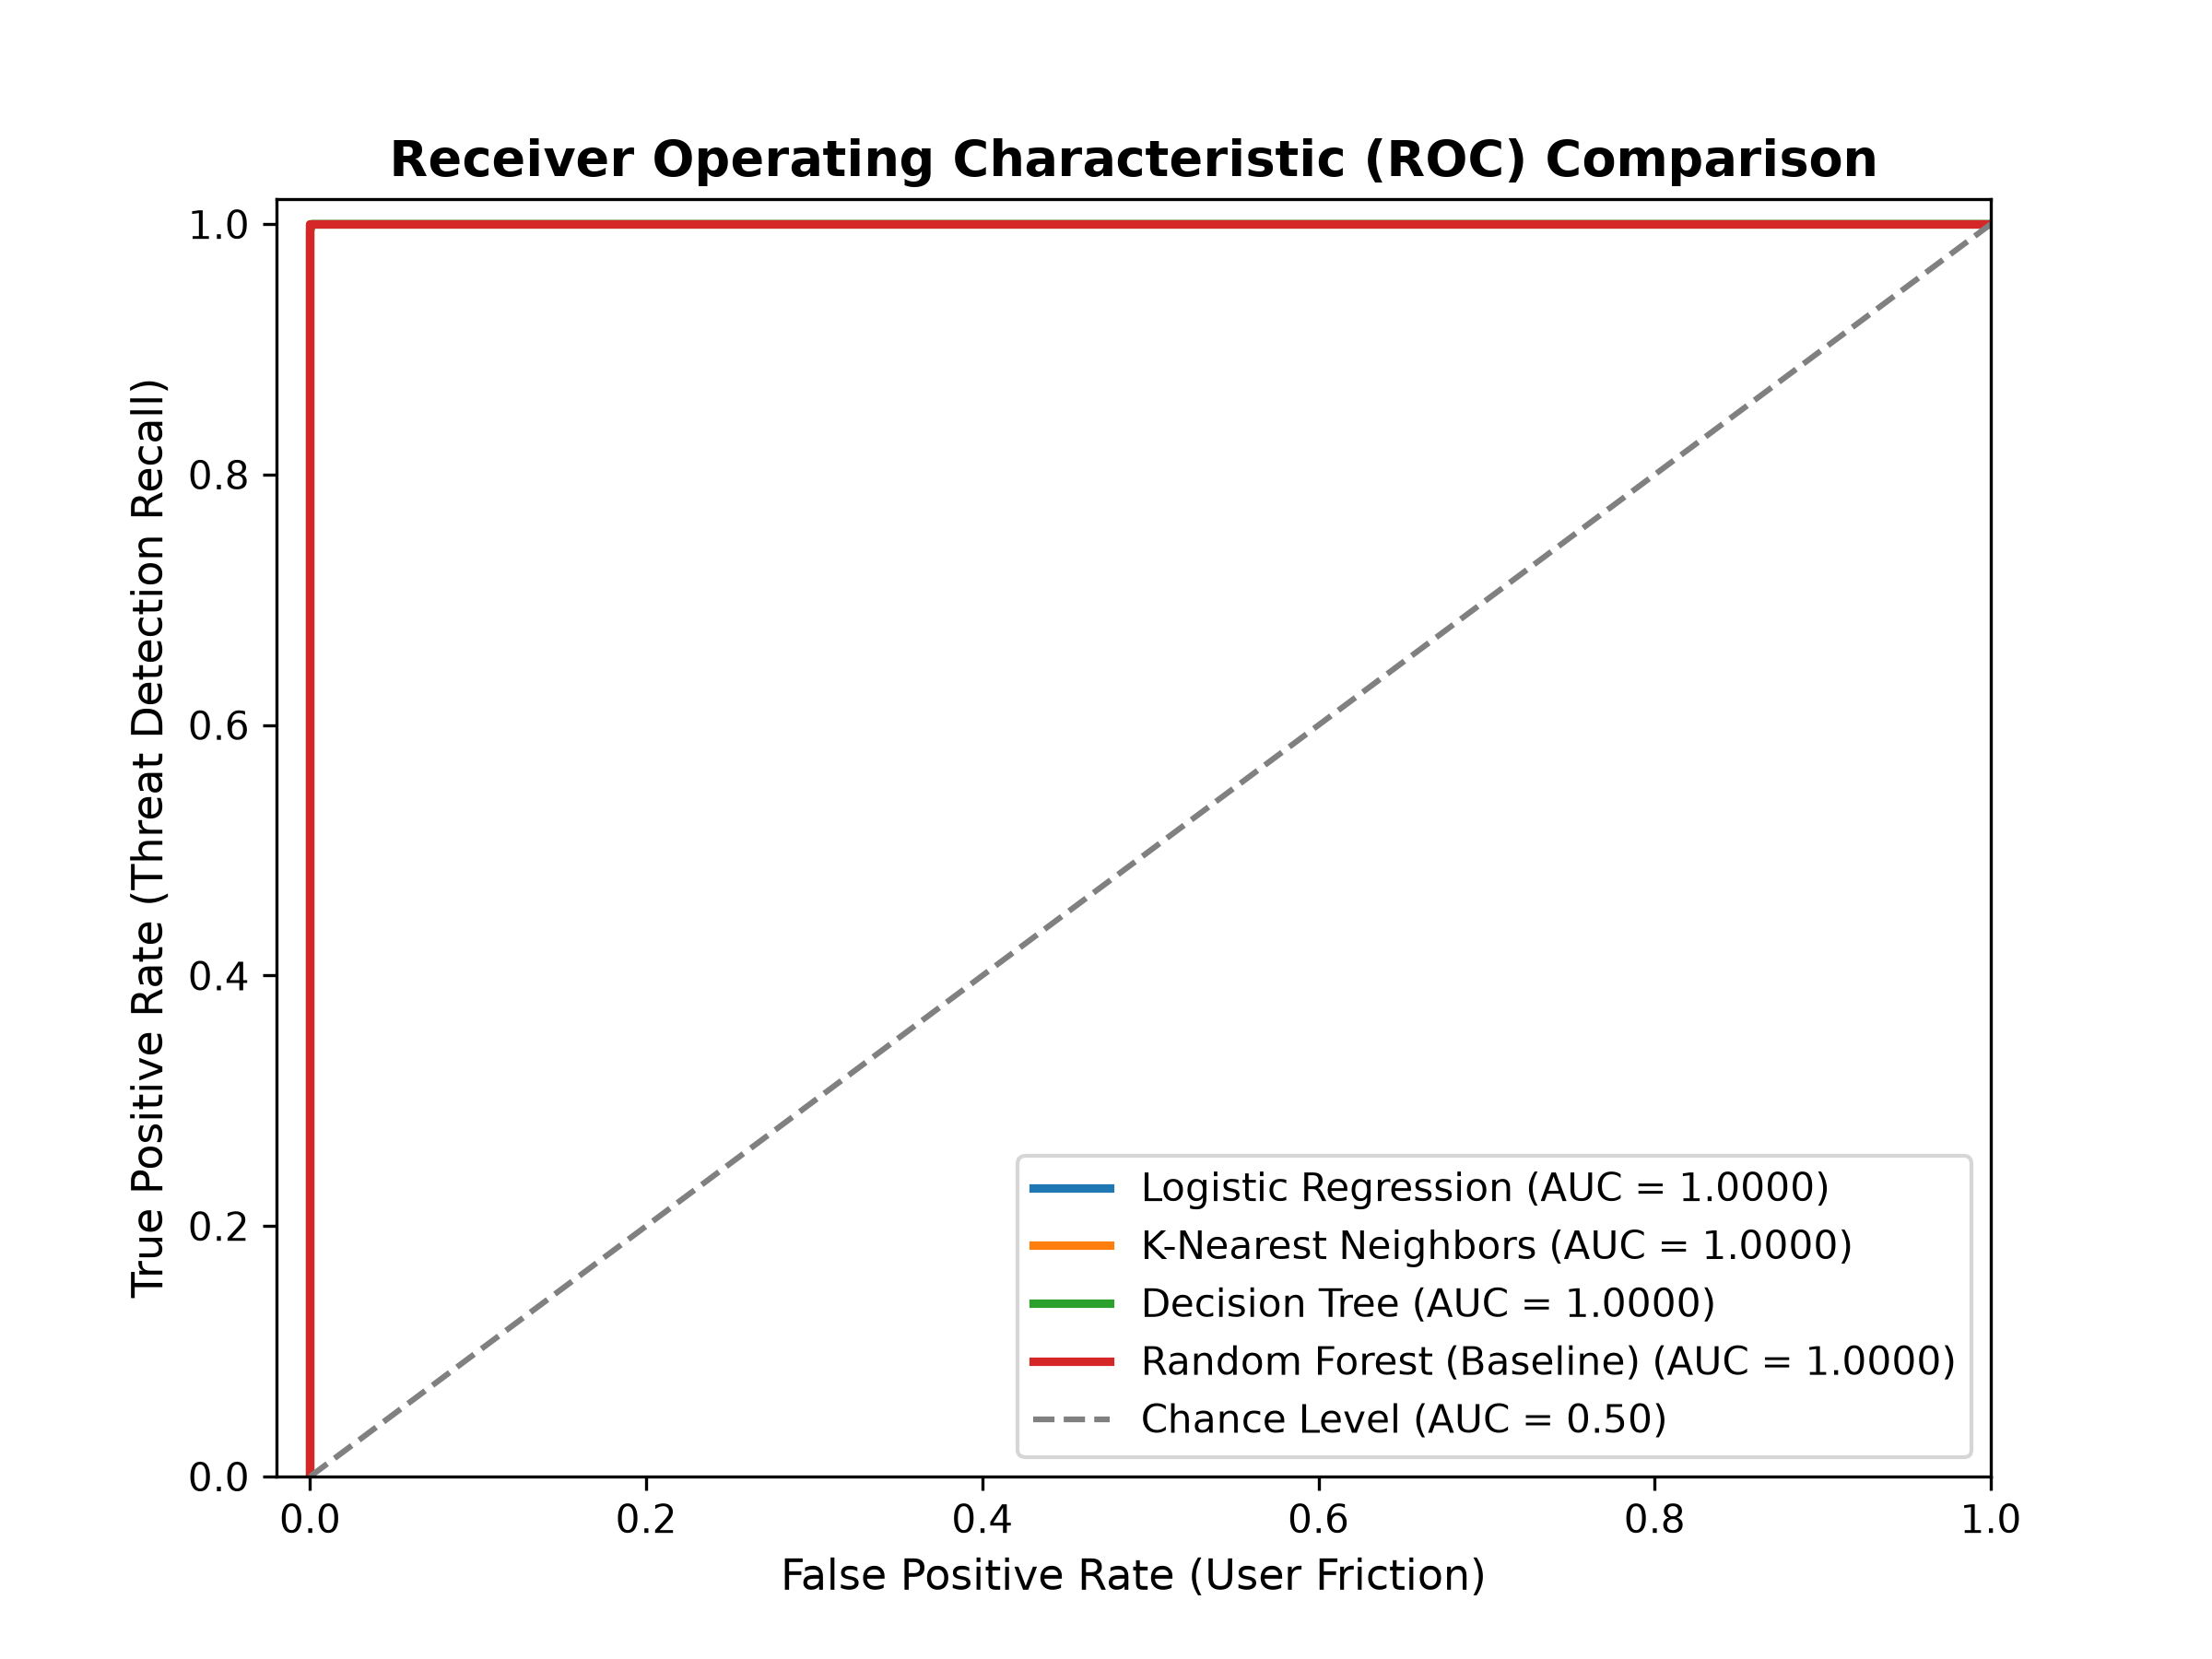 Receiver Operating Characteristic (ROC) Comparison
True Positive Rate (Threat Detection Recall)
1.0
0.8
0.6
0.4
0.2
0.0
Logistic Regression (AUC = 1.0000)
K-Nearest Neighbors (AUC = 1.0000)
Decision Tree (AUC = 1.0000)
Random Forest (Baseline) (AUC = 1.0000)
Chance Level (AUC = 0.50)
0.0 0.2 0.4 0.6 0.8 1.0
False Positive Rate (User Friction)